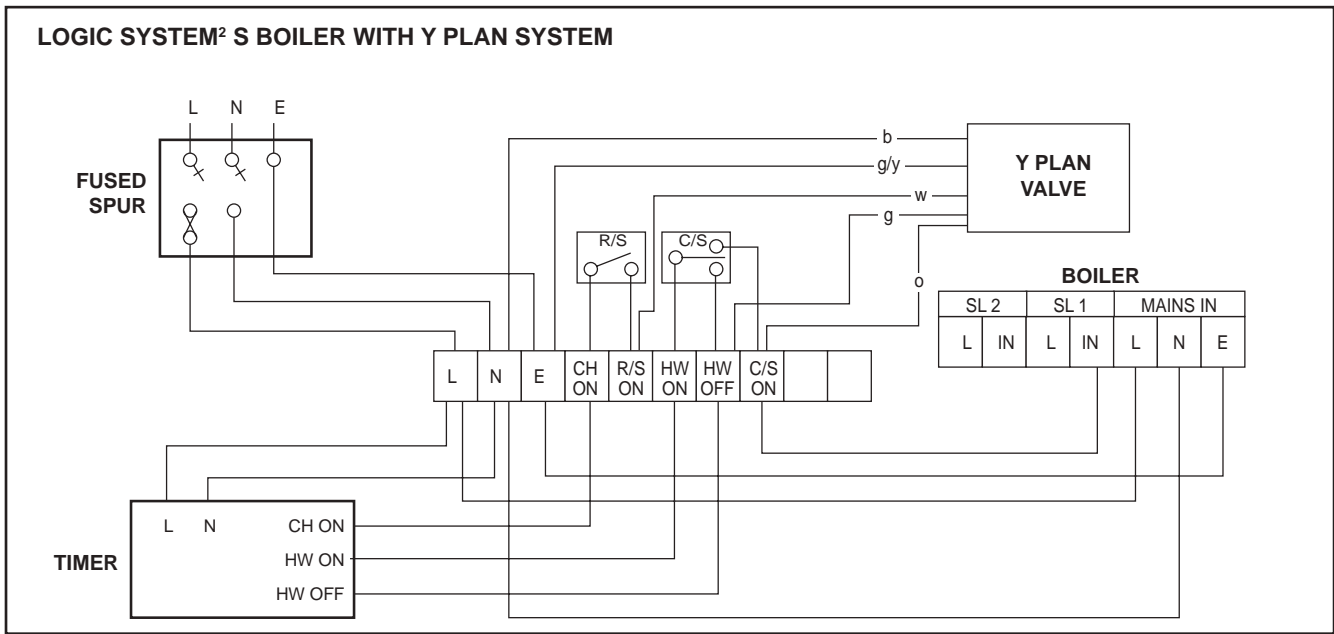 LOGIC SYSTEM² S BOILER WITH Y PLAN SYSTEM
L N E
FUSED
SPUR
b
g/y
w
g
o
Y PLAN
VALVE
R/S
C/S
BOILER
SL 2 SL 1 MAINS IN
L IN L IN L N E
L N E CH ON R/S ON HW ON HW OFF C/S ON
TIMER
L N CH ON
HW ON
HW OFF